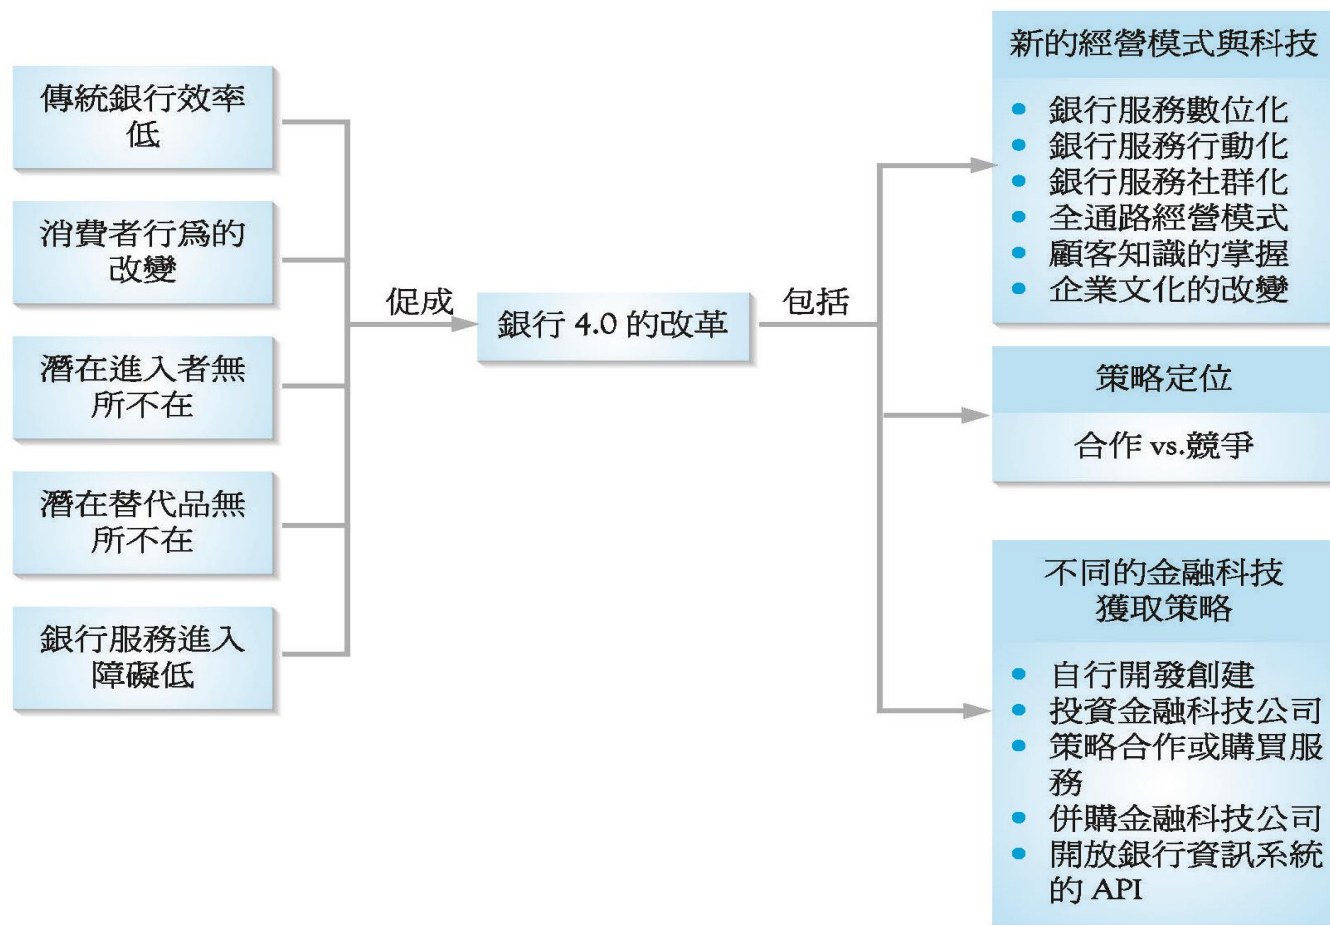 傳統銀行效率
低
消費者行爲的
改變
潛在進入者無
所不在
潛在替代品無
所不在
銀行服務進入
障礙低
促成
銀行 4.0 的改革
包括
新的經營模式與科技
• 銀行服務數位化
• 銀行服務行動化
• 銀行服務社群化
• 全通路經營模式
• 顧客知識的掌握
• 企業文化的改變
策略定位
合作 vs.競爭
不同的金融科技
獲取策略
• 自行開發創建
• 投資金融科技公司
• 策略合作或購買服
務
• 併購金融科技公司
• 開放銀行資訊系統
的 API